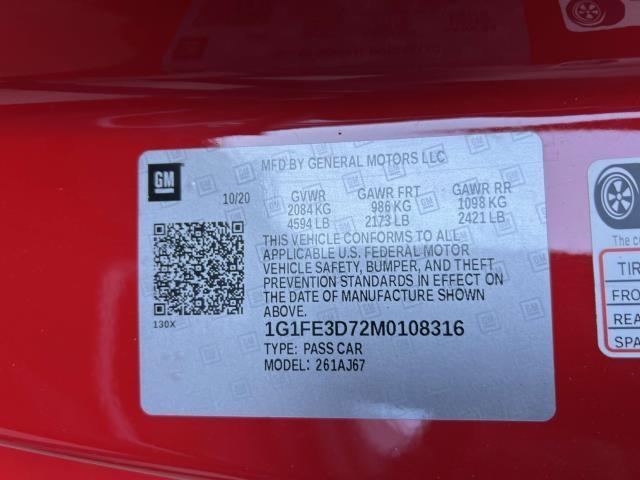 GM
MFD BY GENERAL MOTORS LLC
10/20
GVWR GAWR FRT GAWR RR
2084 KG 986 KG 1098 KG
4594 LB 2173 LB 2421 LB
THIS VEHICLE CONFORMS TO ALL
APPLICABLE U.S. FEDERAL MOTOR
VEHICLE SAFETY, BUMPER, AND THEFT
PREVENTION STANDARDS IN EFFECT ON
THE DATE OF MANUFACTURE SHOWN
ABOVE.
130X
1G1FE3D72M0108316
TYPE: PASS CAR
MODEL: 261AJ67
The
TIR
FRO
REA
SPA